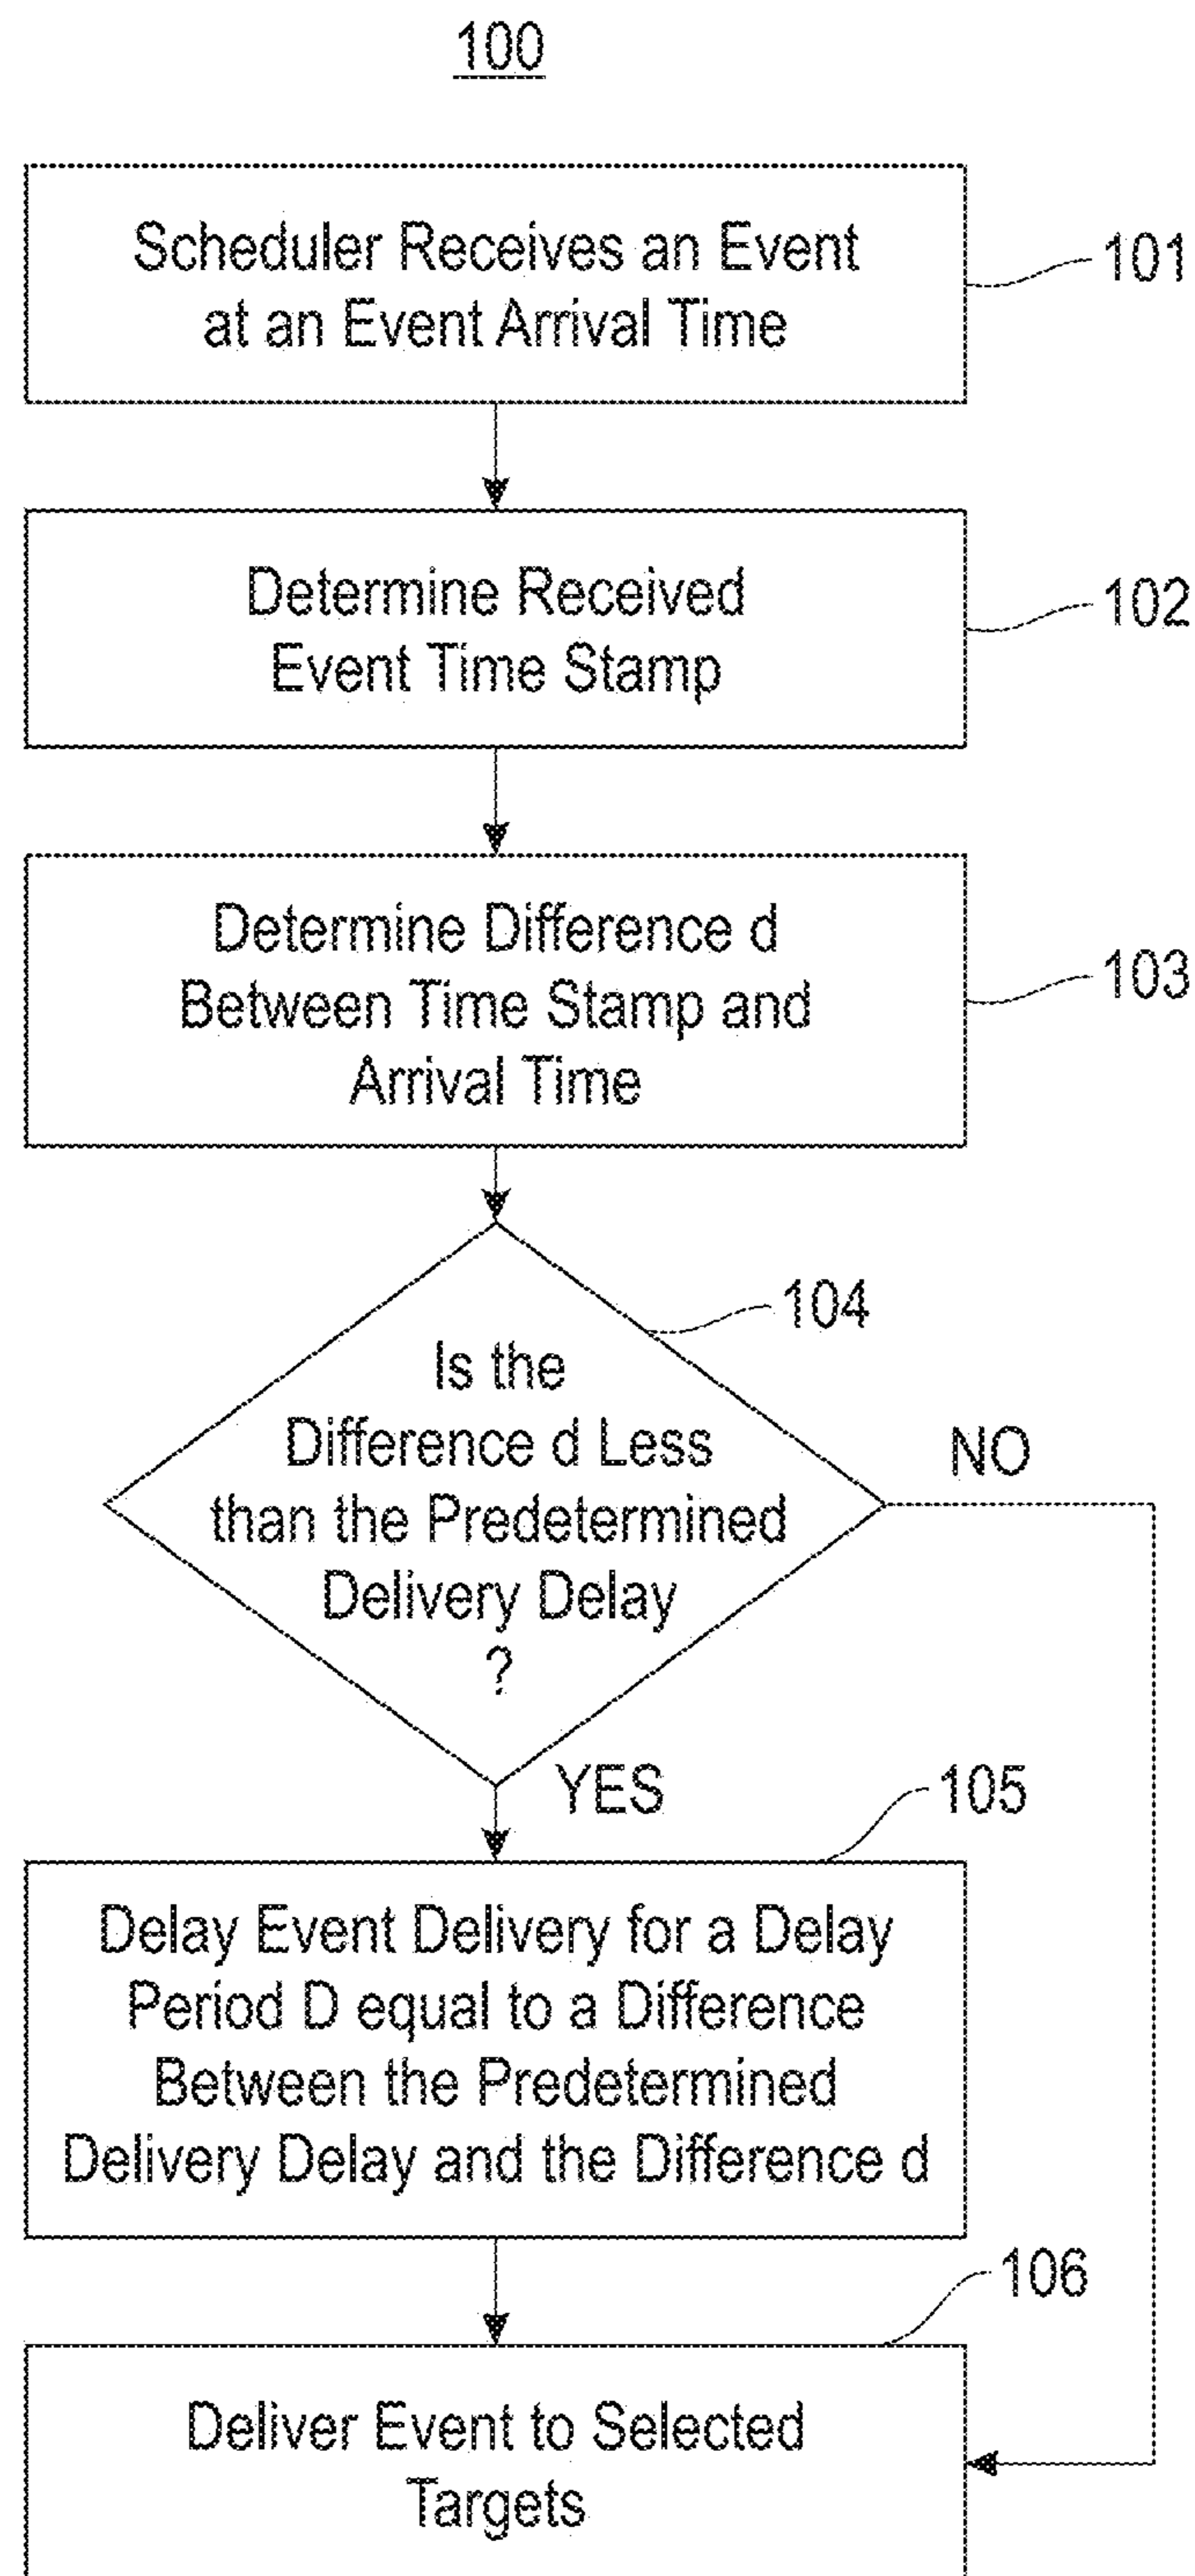 100
Scheduler Receives an Event
at an Event Arrival Time
101
Determine Received
Event Time Stamp
102
Determine Difference d
Between Time Stamp and
Arrival Time
103
104
Is the
Difference d Less
than the Predetermined
Delivery Delay
?
NO
YES
105
Delay Event Delivery for a Delay
Period D equal to a Difference
Between the Predetermined
Delivery Delay and the Difference d
106
Deliver Event to Selected
Targets